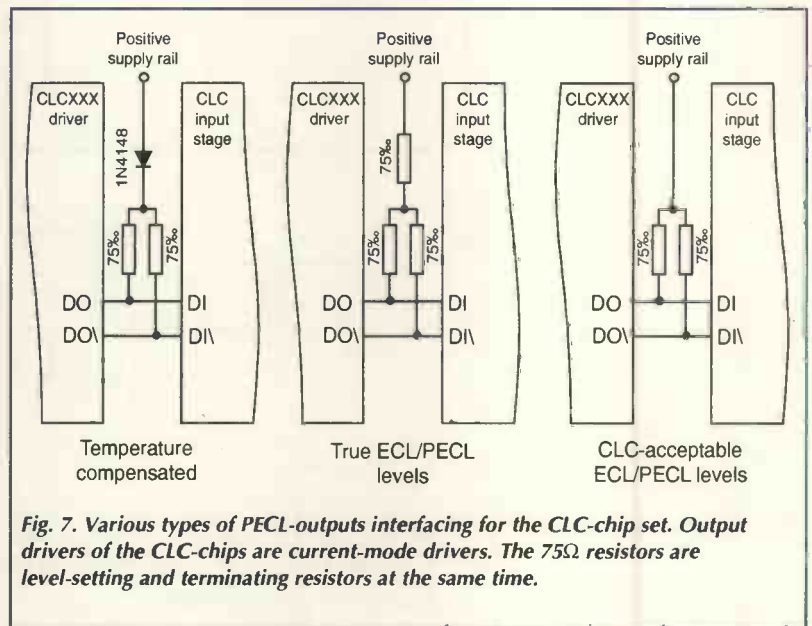 Positive
supply rail
CLCXXX
driver
CLC
input
stage
1N4148
75‰
75‰
DO
DI
DO\
DI\
Temperature
compensated
Positive
supply rail
CLCXXX
driver
CLC
input
stage
75‰
75‰
75‰
DO
DI
DO\
DI\
True ECL/PECL
levels
Positive
supply rail
CLCXXX
driver
CLC
input
stage
75‰
75‰
DO
DI
DO\
DI\
CLC-acceptable
ECL/PECL levels
Fig. 7. Various types of PECL-outputs interfacing for the CLC-chip set. Output
drivers of the CLC-chips are current-mode drivers. The 75Ω resistors are
level-setting and terminating resistors at the same time.